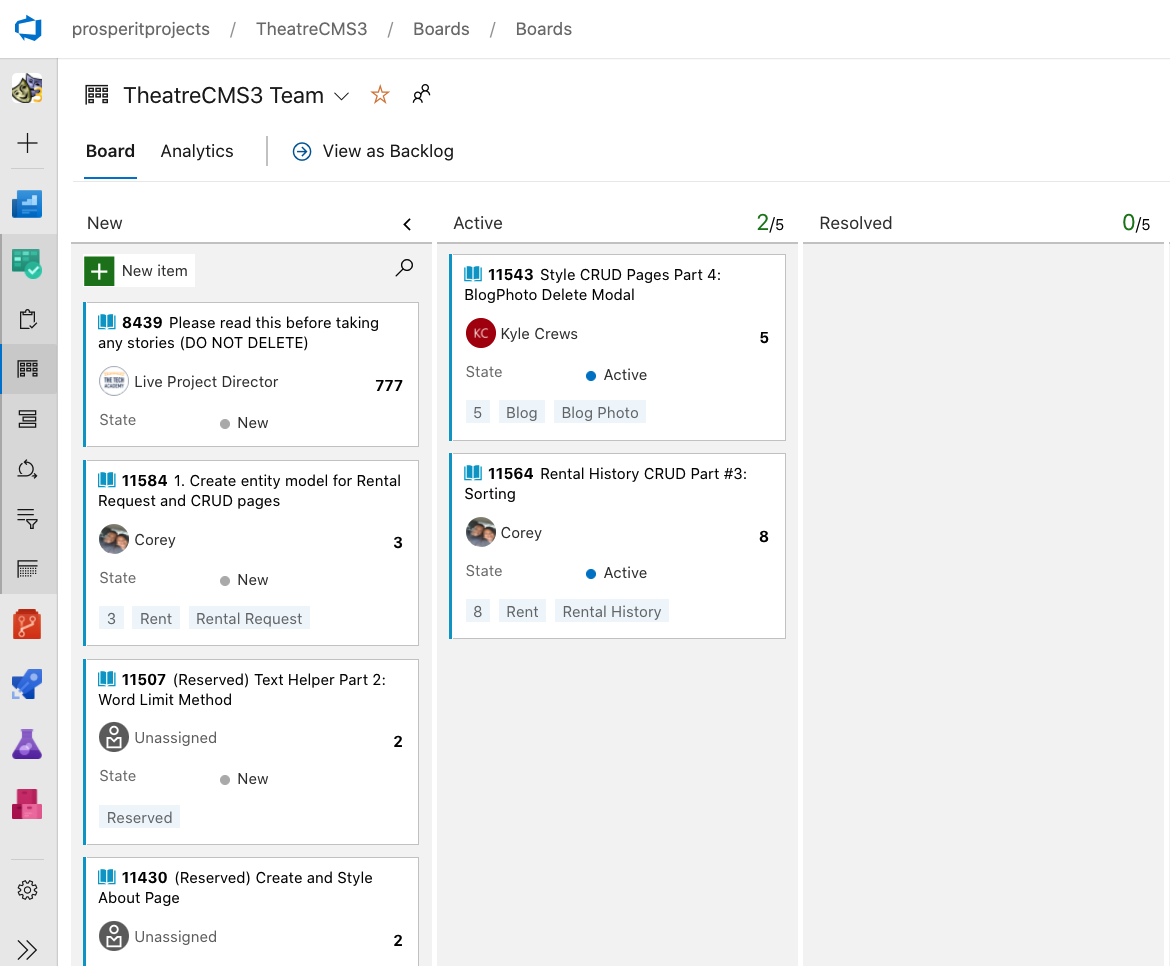 prosperitprojects / TheatreCMS3 / Boards / Boards
TheatreCMS3 Team
Board Analytics View as Backlog
New
New item
8439 Please read this before taking
any stories (DO NOT DELETE)
THE TECH
ACADEMY
Live Project Director
777
State New
11584 1. Create entity model for Rental
Request and CRUD pages
Corey
3
State New
3 Rent Rental Request
11507 (Reserved) Text Helper Part 2:
Word Limit Method
Unassigned
2
State New
Reserved
11430 (Reserved) Create and Style
About Page
Unassigned
2
Active 2/5
11543 Style CRUD Pages Part 4:
BlogPhoto Delete Modal
KC Kyle Crews
5
State Active
5 Blog Blog Photo
11564 Rental History CRUD Part #3:
Sorting
Corey
8
State Active
8 Rent Rental History
Resolved 0/5
3